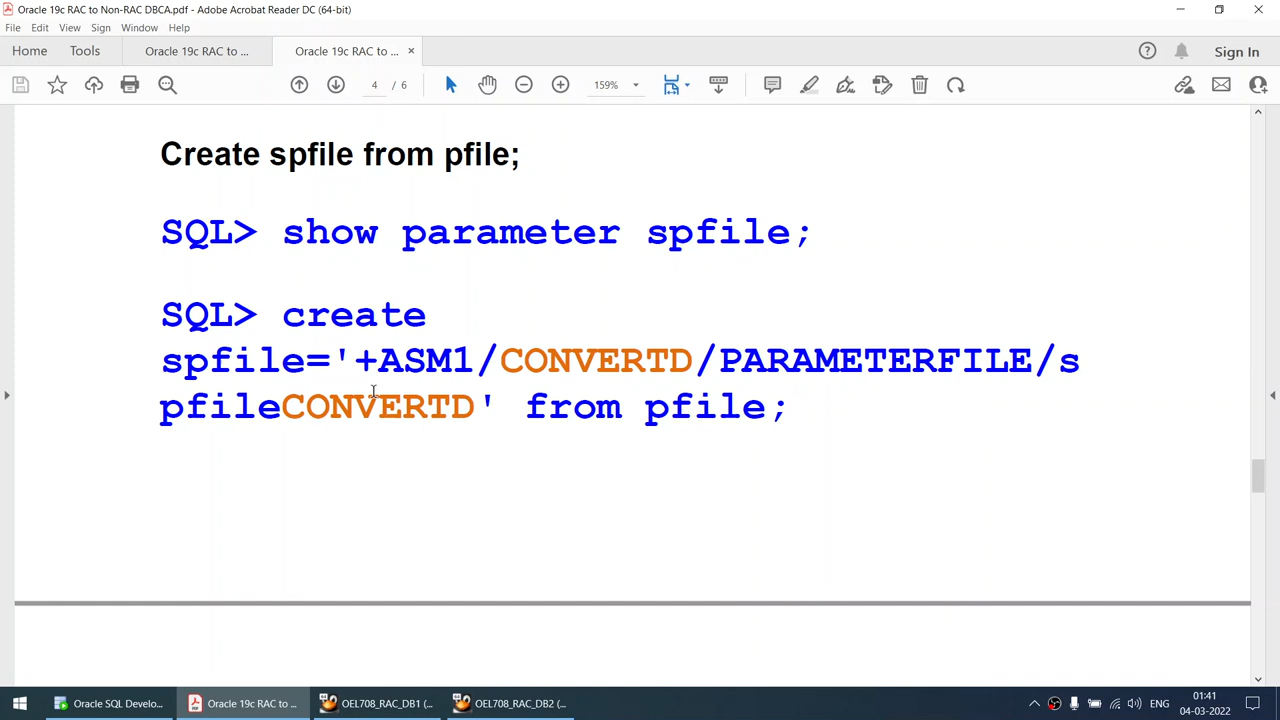 Oracle 19c RAC to Non-RAC DBCA.pdf - Adobe Acrobat Reader DC (64-bit)
File Edit View Sign Window Help
Home Tools Oracle 19c RAC to ... Oracle 19c RAC to ... × Sign In
4 / 6 159%
Create spfile from pfile;
SQL> show parameter spfile;
SQL> create
spfile='+ASM1/CONVERTD/PARAMETERFILE/s
pfileCONVERTD' from pfile;
Oracle SQL Develo... Oracle 19c RAC to ... OEL708_RAC_DB1 (... OEL708_RAC_DB2 (... ENG 01:41
04-03-2022